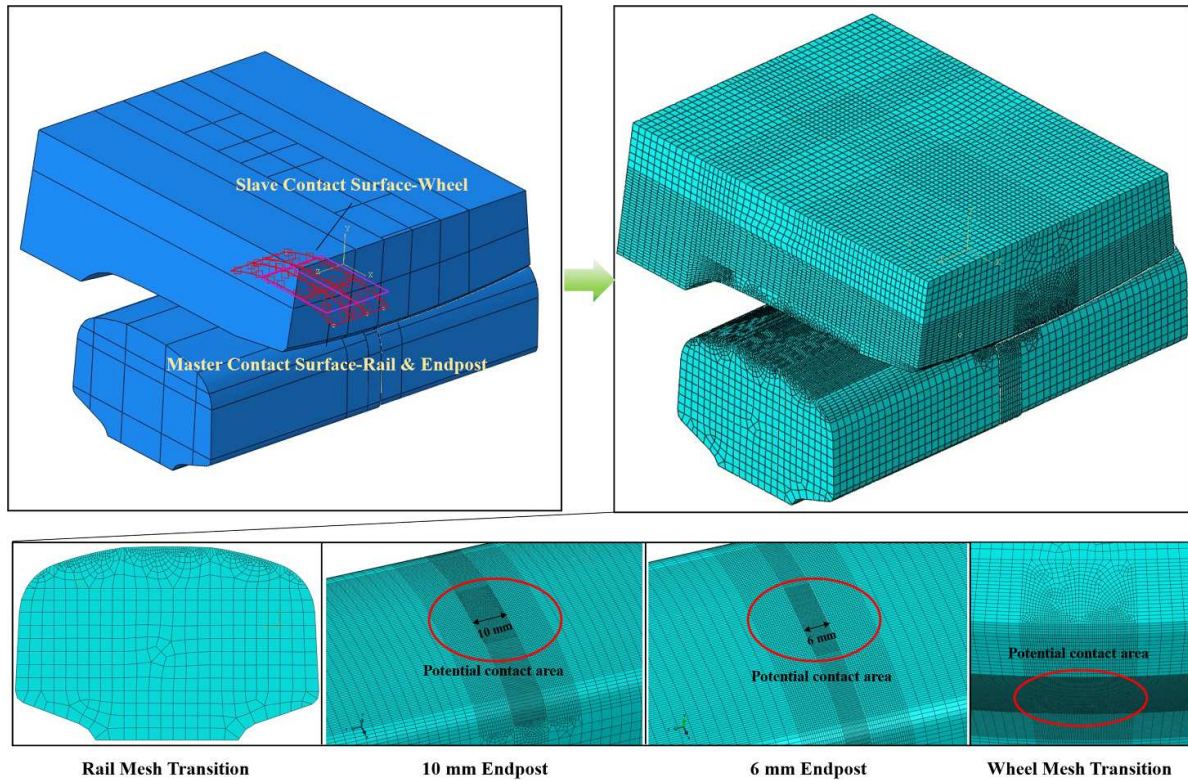 Slave Contact Surface-Wheel
Y
Z
X
Master Contact Surface-Rail & Endpost
10 mm
Potential contact area
6 mm
Potential contact area
Potential contact area
Rail Mesh Transition
10 mm Endpost
6 mm Endpost
Wheel Mesh Transition